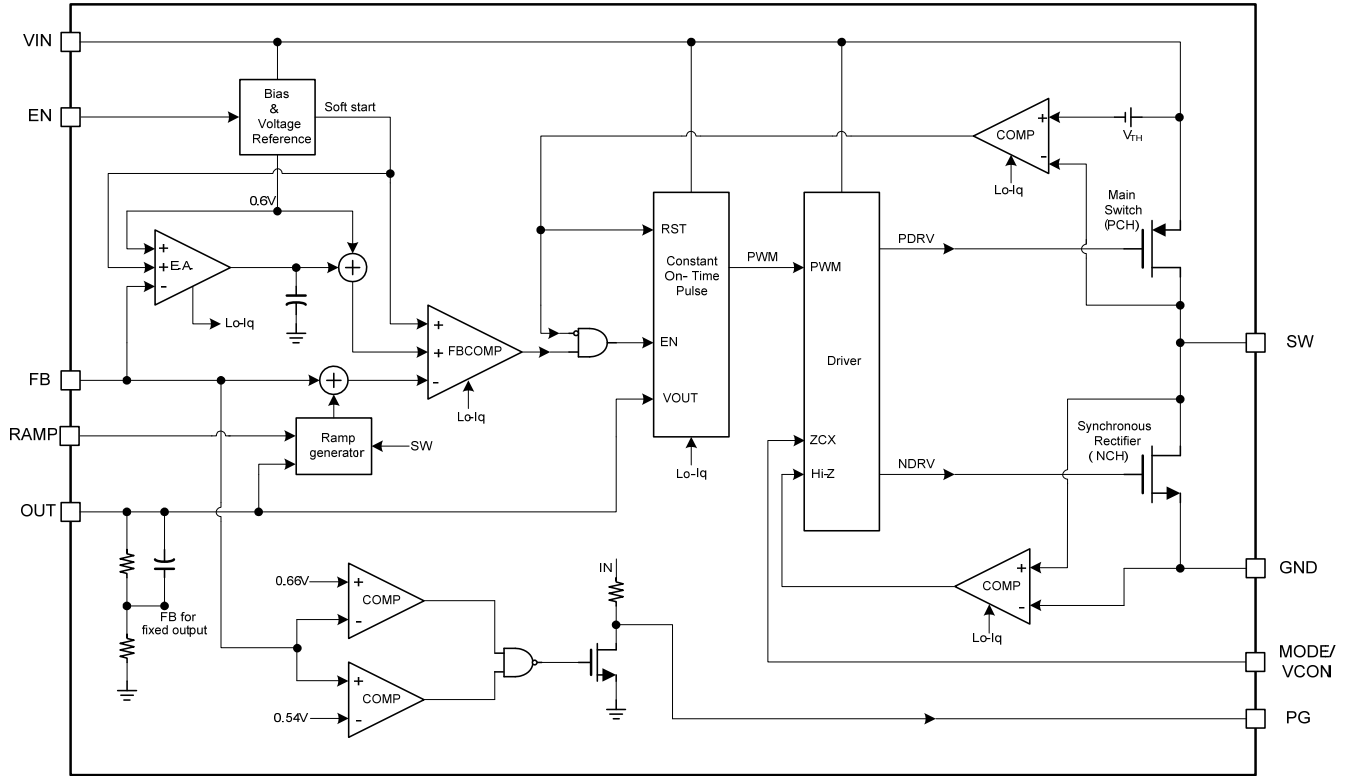 VIN
EN
Bias
&
Voltage
Reference
Soft start
0.6V
+
+
-
E.A.
Lo-Iq
+
FB
+
RAMP
Ramp
generator
SW
OUT
FB for
fixed output
+
+
-
FBCOMP
Lo-Iq
RST
Constant
On- Time
Pulse
EN
VOUT
Lo-Iq
PWM
PWM
Driver
ZCX
Hi-Z
PDRV
NDRV
COMP
+
-
Lo-Iq
VTH
Main
Switch
(PCH)
Synchronous
Rectifier
( NCH)
COMP
+
-
Lo-Iq
0.66V
+
-
COMP
+
-
COMP
0.54V
IN
SW
GND
MODE/
VCON
PG